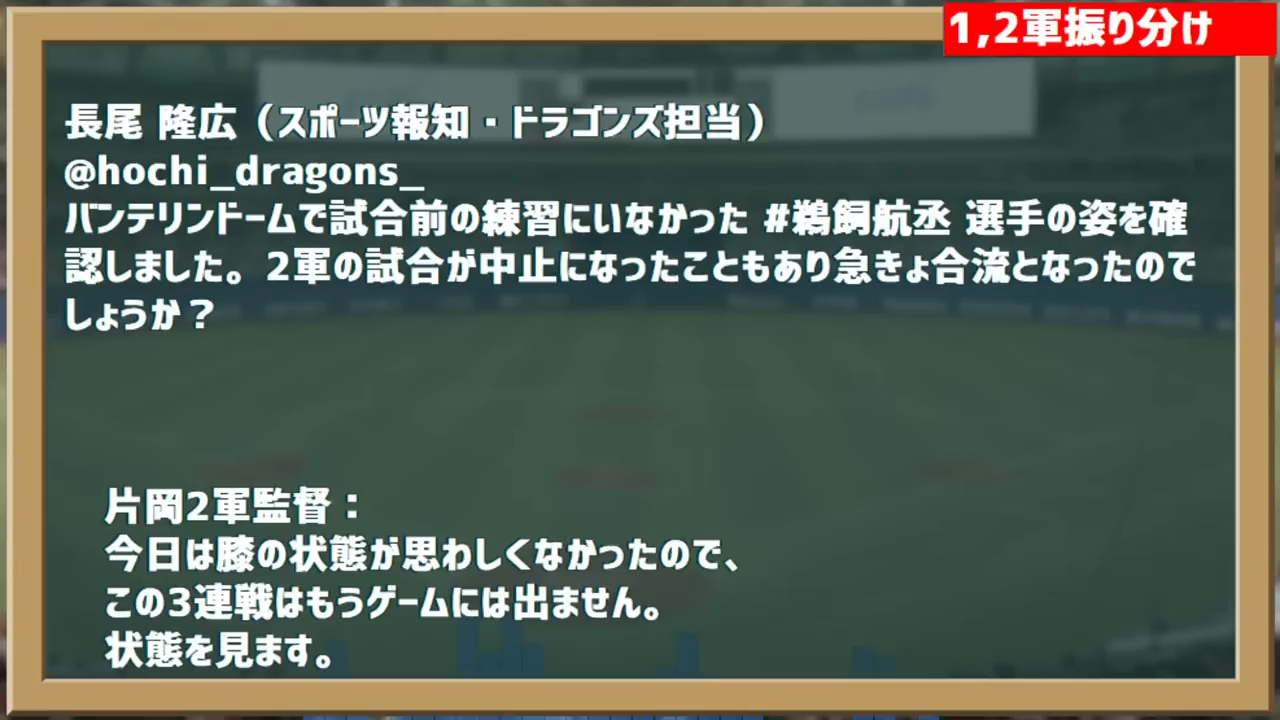 1,2軍振り分け
長尾 隆広（スポーツ報知・ドラゴンズ担当）
@hochi_dragons_
バンテリンドームで試合前の練習にいなかった #鵜飼航丞 選手の姿を確
認しました。2軍の試合が中止になったこともあり急きょ合流となったので
しょうか？
片岡2軍監督：
今日は膝の状態が思わしくなかったので、
この3連戦はもうゲームには出ません。
状態を見ます。